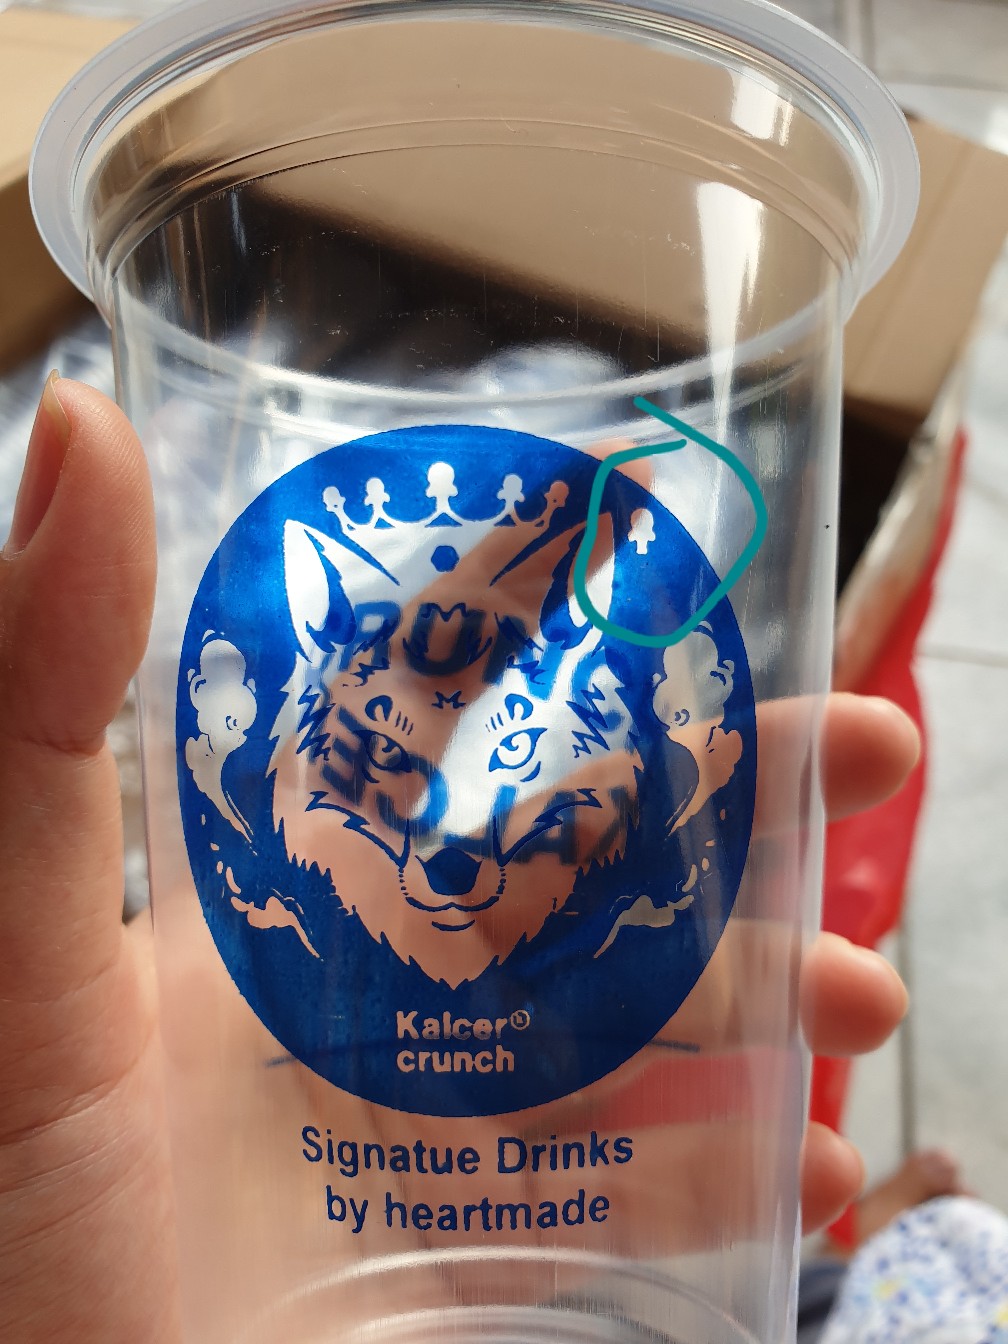 Kalcer®
crunch
Signatue Drinks
by heartmade